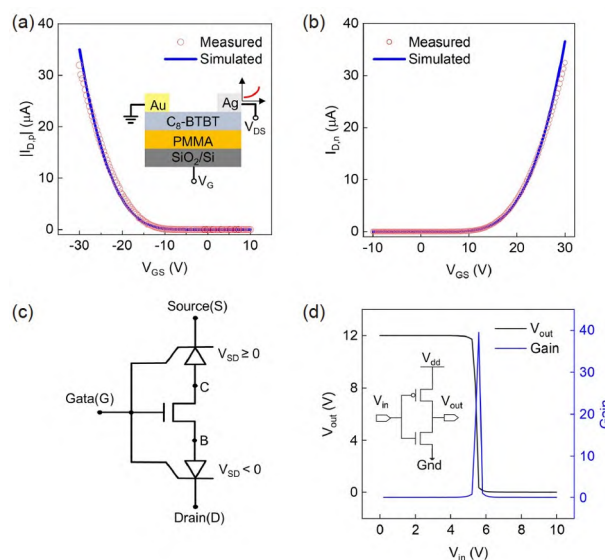 (a)
Measured
Simulated
|I_D,p| (μA)
40
30
20
10
0
Au
Ag
C₈-BTBT
PMMA
SiO₂/Si
V_DS
V_G
-30 -20 -10 0 10
V_GS (V)
(b)
Measured
Simulated
I_D,n (μA)
40
30
20
10
0
-10 0 10 20 30
V_GS (V)
(c)
Source(S)
V_SD ≥ 0
C
Gata(G)
B
V_SD < 0
Drain(D)
(d)
V_out
Gain
V_out (V)
12
8
4
0
V_dd
V_in
V_out
Gnd
40
30
20
10
0
Gain
0 2 4 6 8 10
V_in (V)